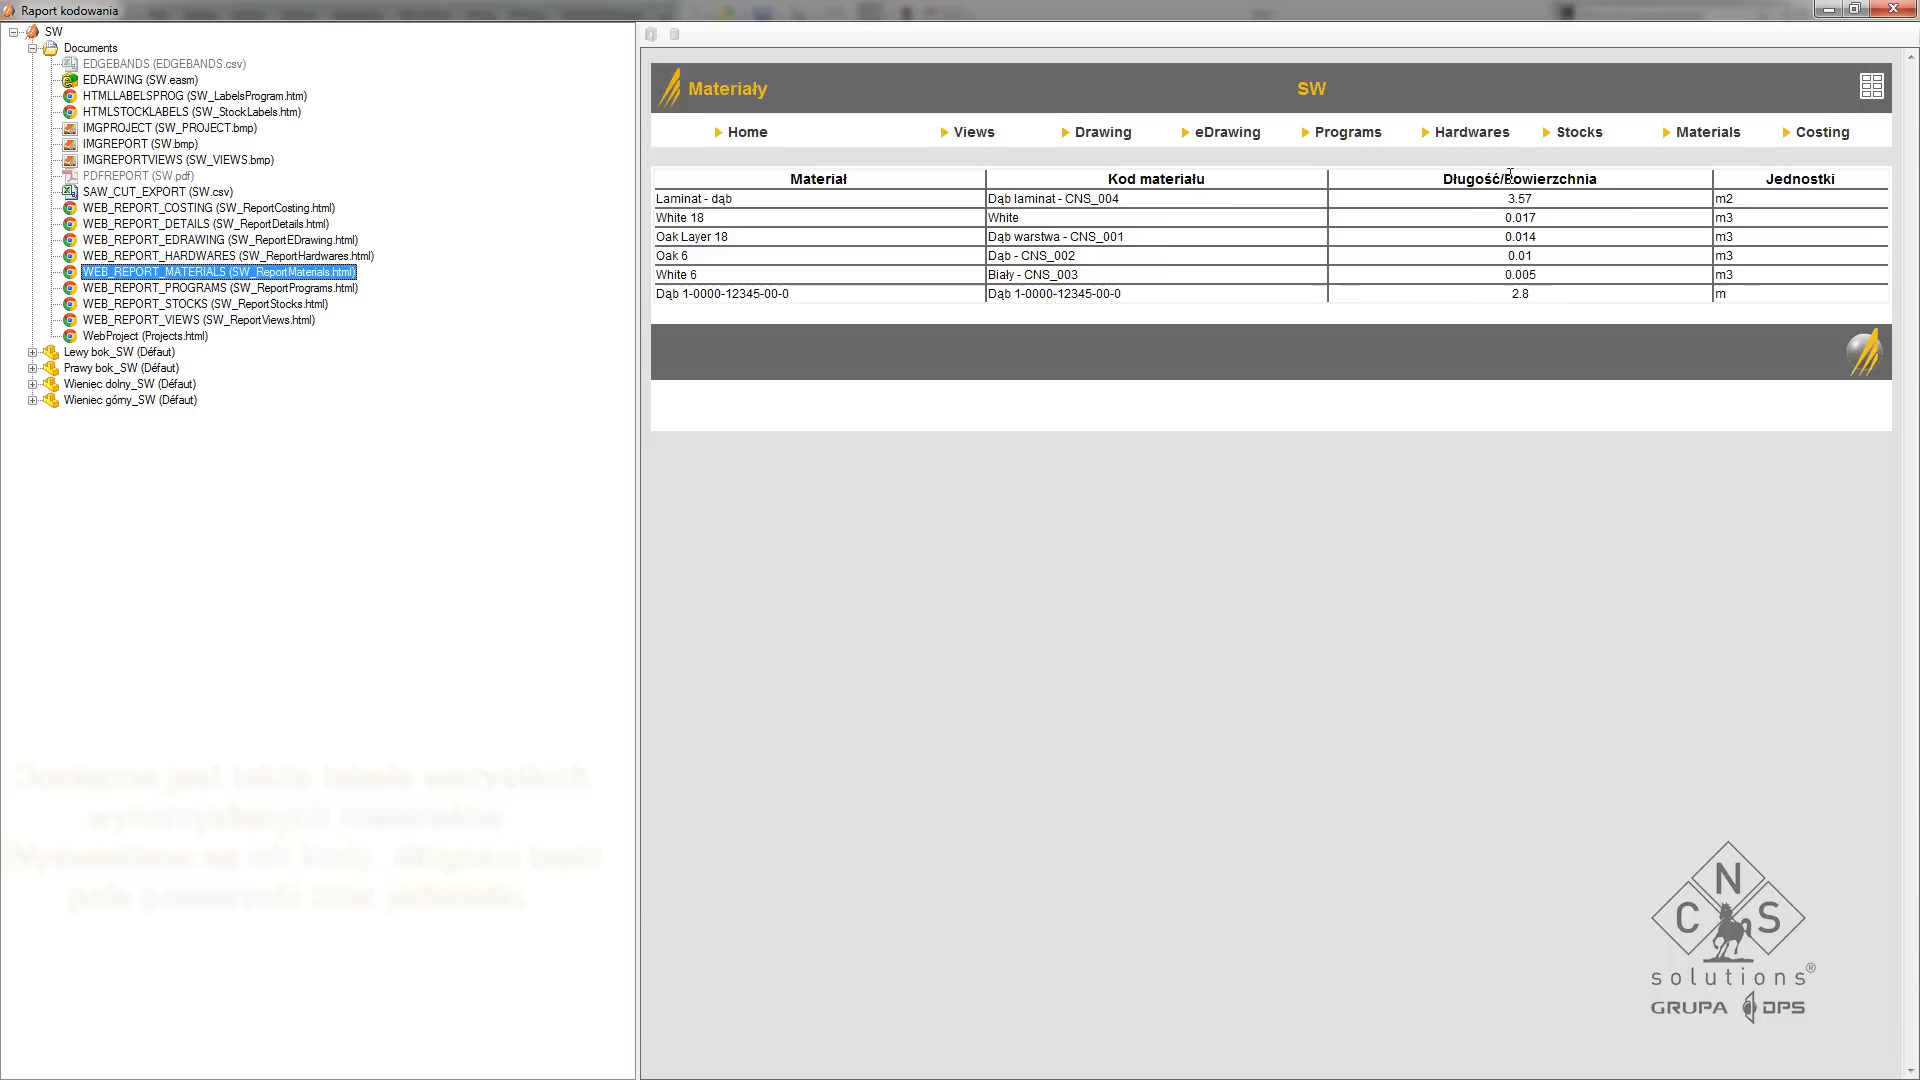 Raport kodowania
SW
Documents
EDGEBANDS (EDGEBANDS.csv)
EDRAWING (SW.easm)
HTMLLABELSPROG (SW_LabelsProgram.htm)
HTMLSTOCKLABELS (SW_StockLabels.htm)
IMGPROJECT (SW_PROJECT.bmp)
IMGREPORT (SW.bmp)
IMGREPORTVIEWS (SW_VIEWS.bmp)
PDFREPORT (SW.pdf)
SAW_CUT_EXPORT (SW.csv)
WEB_REPORT_COSTING (SW_ReportCosting.html)
WEB_REPORT_DETAILS (SW_ReportDetails.html)
WEB_REPORT_EDRAWING (SW_ReportEDrawing.html)
WEB_REPORT_HARDWARES (SW_ReportHardwares.html)
WEB_REPORT_MATERIALS (SW_ReportMaterials.html)
WEB_REPORT_PROGRAMS (SW_ReportPrograms.html)
WEB_REPORT_STOCKS (SW_ReportStocks.html)
WEB_REPORT_VIEWS (SW_ReportViews.html)
WebProject (Projects.html)
Lewy bok_SW (Défaut)
Prawy bok_SW (Défaut)
Wieniec dolny_SW (Défaut)
Wieniec górny_SW (Défaut)
Materiały SW
Home Views Drawing eDrawing Programs Hardwares Stocks Materials Costing
Materiał Kod materiału Długość/Powierzchnia Jednostki
Laminat - dąb Dąb laminat - CNS_004 3.57 m2
White 18 White 0.017 m3
Oak Layer 18 Dąb warstwa - CNS_001 0.014 m3
Oak 6 Dąb - CNS_002 0.01 m3
White 6 Biały - CNS_003 0.005 m3
Dąb 1-0000-12345-00-0 Dąb 1-0000-12345-00-0 2.8 m
N
C S
solutions®
GRUPA DPS